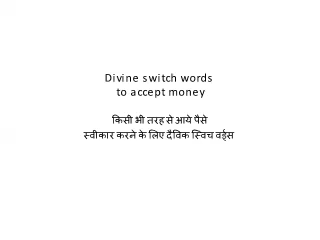 Divine switch words
to accept money
किसी भी तरह से आये पैसे
स्वीकार करने के लिए दैविक स्विच वर्ड्स